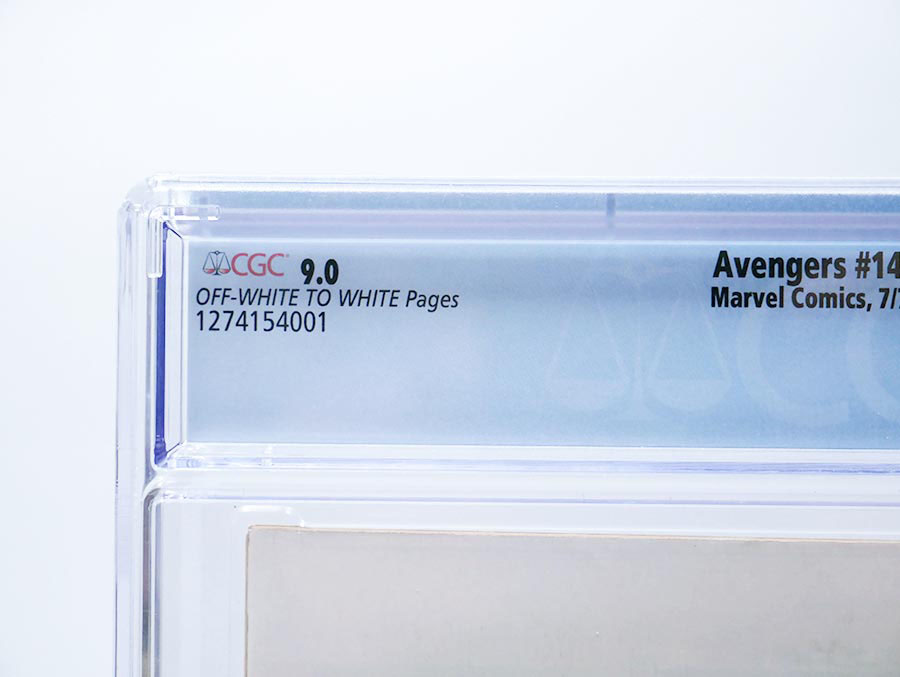 CGC 9.0
OFF-WHITE TO WHITE Pages
1274154001
Avengers #14
Marvel Comics, 7/